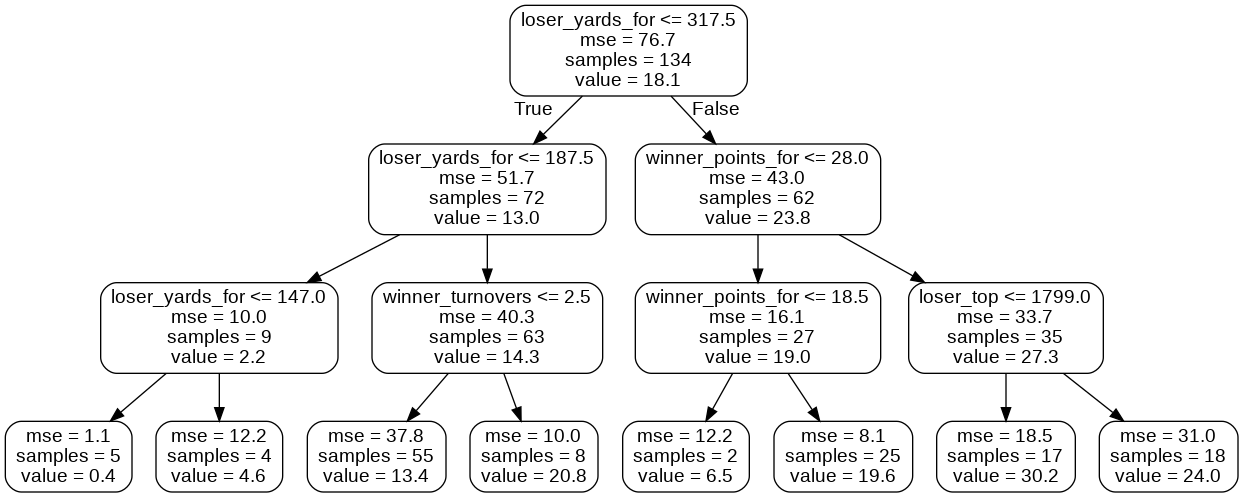 loser_yards_for <= 317.5
mse = 76.7
samples = 134
value = 18.1
True
False
loser_yards_for <= 187.5
mse = 51.7
samples = 72
value = 13.0
winner_points_for <= 28.0
mse = 43.0
samples = 62
value = 23.8
loser_yards_for <= 147.0
mse = 10.0
samples = 9
value = 2.2
winner_turnovers <= 2.5
mse = 40.3
samples = 63
value = 14.3
winner_points_for <= 18.5
mse = 16.1
samples = 27
value = 19.0
loser_top <= 1799.0
mse = 33.7
samples = 35
value = 27.3
mse = 1.1
samples = 5
value = 0.4
mse = 12.2
samples = 4
value = 4.6
mse = 37.8
samples = 55
value = 13.4
mse = 10.0
samples = 8
value = 20.8
mse = 12.2
samples = 2
value = 6.5
mse = 8.1
samples = 25
value = 19.6
mse = 18.5
samples = 17
value = 30.2
mse = 31.0
samples = 18
value = 24.0